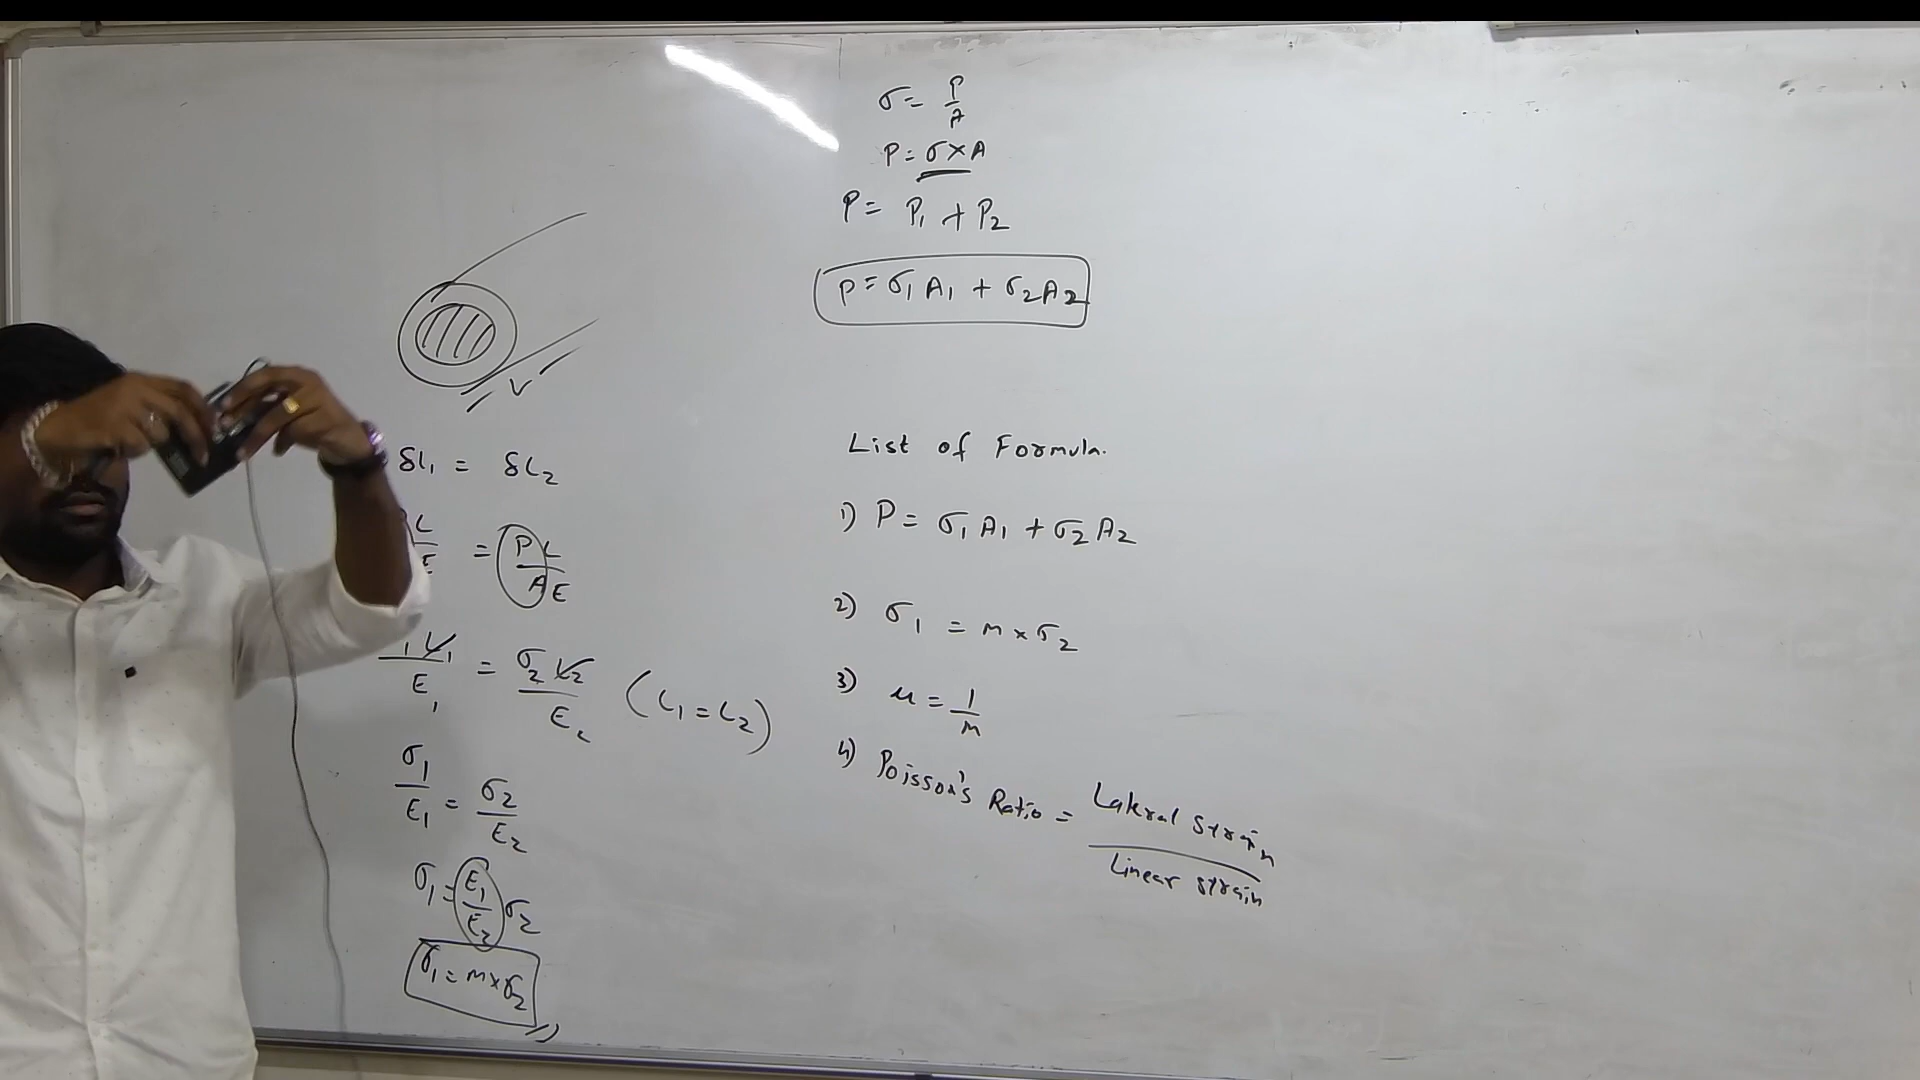 σ = P/A
P = σ×A
P = P₁ + P₂
P = σ₁A₁ + σ₂A₂
δL₁ = δL₂
L/E = PL/AE
₁L₁/E₁ = σ₂L₂/E₂ (L₁ = L₂)
σ₁/E₁ = σ₂/E₂
σ₁ = E₁/E₂ σ₂
σ₁ = m×σ₂
List of Formula.
1) P = σ₁A₁ + σ₂A₂
2) σ₁ = m×σ₂
3) μ = 1/m
4) Poisson's Ratio = Lateral Strain / Linear strain